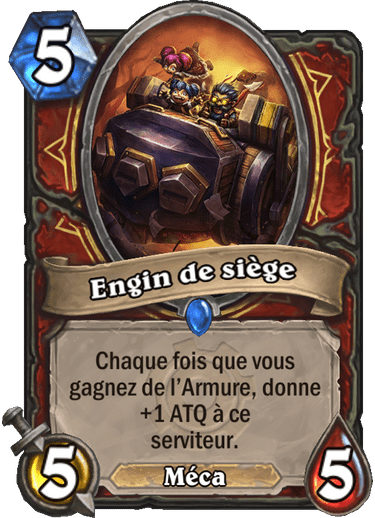 5
Engin de siège
Chaque fois que vous
gagnez de l'Armure, donne
+1 ATQ à ce
serviteur.
5
Méca
5